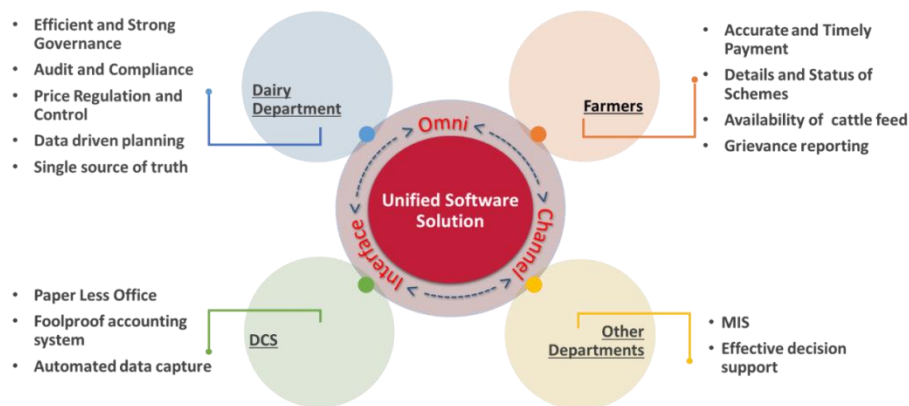 • Efficient and Strong
Governance
• Audit and Compliance
• Price Regulation and
Control
• Data driven planning
• Single source of truth
Dairy
Department
Farmers
• Accurate and Timely
Payment
• Details and Status of
Schemes
• Availability of cattle feed
• Grievance reporting
Omni
Channel
Interface
Unified Software
Solution
• Paper Less Office
• Foolproof accounting
system
• Automated data capture
DCS
Other
Departments
• MIS
• Effective decision
support